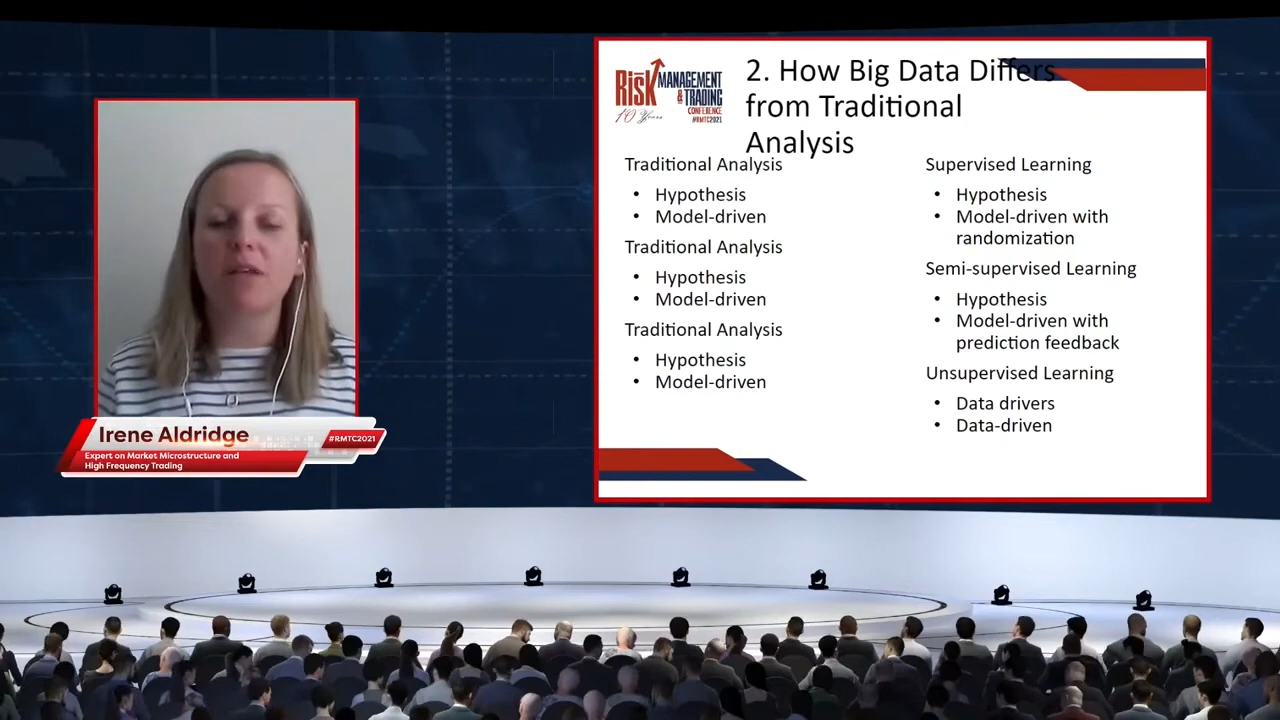 Irene Aldridge
#RMTC2021
Expert on Market Microstructure and
High Frequency Trading
RISK MANAGEMENT
& TRADING
CONFERENCE
10 Years
#RMTC2021
2. How Big Data Differs
from Traditional
Analysis
Traditional Analysis
• Hypothesis
• Model-driven
Traditional Analysis
• Hypothesis
• Model-driven
Traditional Analysis
• Hypothesis
• Model-driven
Supervised Learning
• Hypothesis
• Model-driven with
randomization
Semi-supervised Learning
• Hypothesis
• Model-driven with
prediction feedback
Unsupervised Learning
• Data drivers
• Data-driven